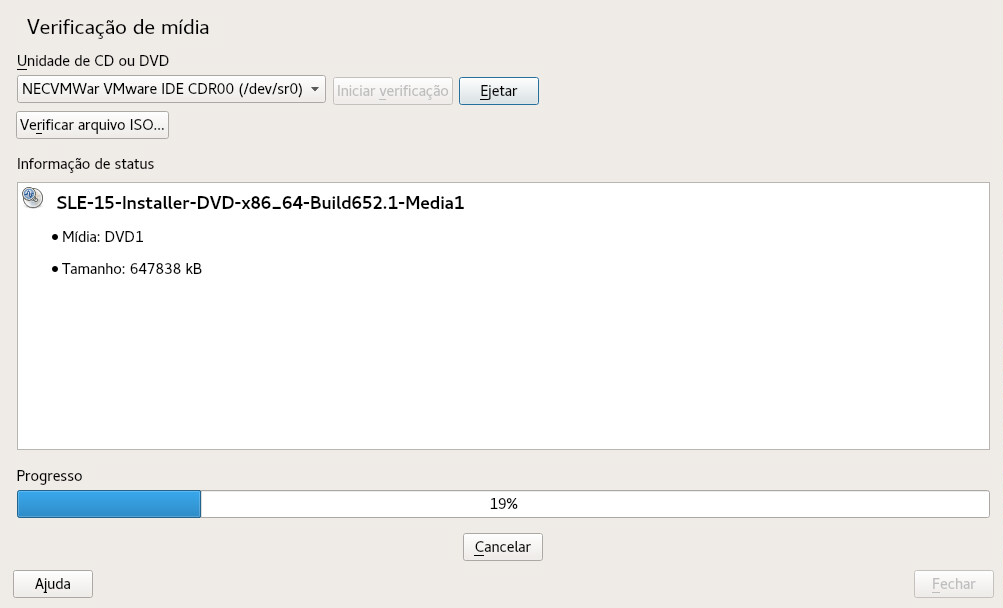 Verificação de mídia
Unidade de CD ou DVD
NECVMWar VMware IDE CDR00 (/dev/sr0) Iniciar verificação Ejetar
Verificar arquivo ISO...
Informação de status
SLE-15-Installer-DVD-x86_64-Build652.1-Media1
• Mídia: DVD1
• Tamanho: 647838 kB
Progresso
19%
Cancelar
Ajuda Fechar